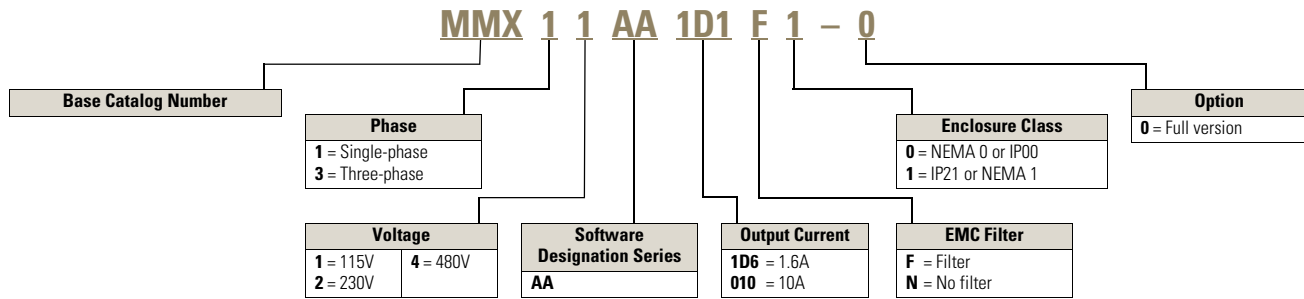 MMX 1 1 AA 1D1 F 1 – 0
Base Catalog Number
Phase
1 = Single-phase
3 = Three-phase
Voltage
1 = 115V
2 = 230V
4 = 480V
Software
Designation Series
AA
Output Current
1D6 = 1.6A
010 = 10A
Enclosure Class
0 = NEMA 0 or IP00
1 = IP21 or NEMA 1
EMC Filter
F = Filter
N = No filter
Option
0 = Full version